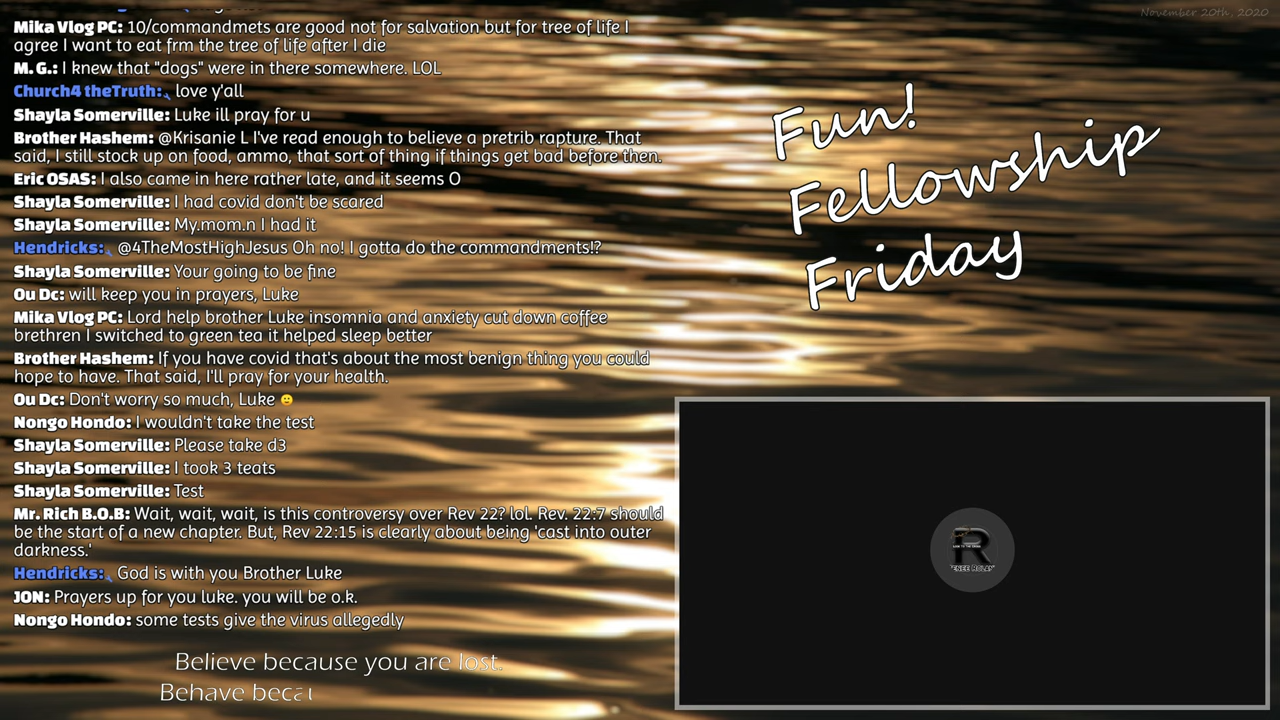 November 20th, 2020
Mika Vlog PC: 10/commandmets are good not for salvation but for tree of life I
agree I want to eat frm the tree of life after I die
M. G.: I knew that "dogs" were in there somewhere. LOL
Church4 theTruth: love y'all
Shayla Somerville: Luke ill pray for u
Brother Hashem: @Krisanie L I've read enough to believe a pretrib rapture. That
said, I still stock up on food, ammo, that sort of thing if things get bad before then.
Eric OSAS: I also came in here rather late, and it seems O
Shayla Somerville: I had covid don't be scared
Shayla Somerville: My.mom.n I had it
Hendricks: @4TheMostHighJesus Oh no! I gotta do the commandments!?
Shayla Somerville: Your going to be fine
Ou Dc: will keep you in prayers, Luke
Mika Vlog PC: Lord help brother Luke insomnia and anxiety cut down coffee
brethren I switched to green tea it helped sleep better
Brother Hashem: If you have covid that's about the most benign thing you could
hope to have. That said, I'll pray for your health.
Ou Dc: Don't worry so much, Luke
Nongo Hondo: I wouldn't take the test
Shayla Somerville: Please take d3
Shayla Somerville: I took 3 teats
Shayla Somerville: Test
Mr. Rich B.O.B: Wait, wait, wait, is this controversy over Rev 22? lol. Rev. 22:7 should
be the start of a new chapter. But, Rev 22:15 is clearly about being 'cast into outer
darkness.'
Hendricks: God is with you Brother Luke
JON: Prayers up for you luke. you will be o.k.
Nongo Hondo: some tests give the virus allegedly
Believe because you are lost.
Behave beca
Fun!
Fellowship
Friday
R